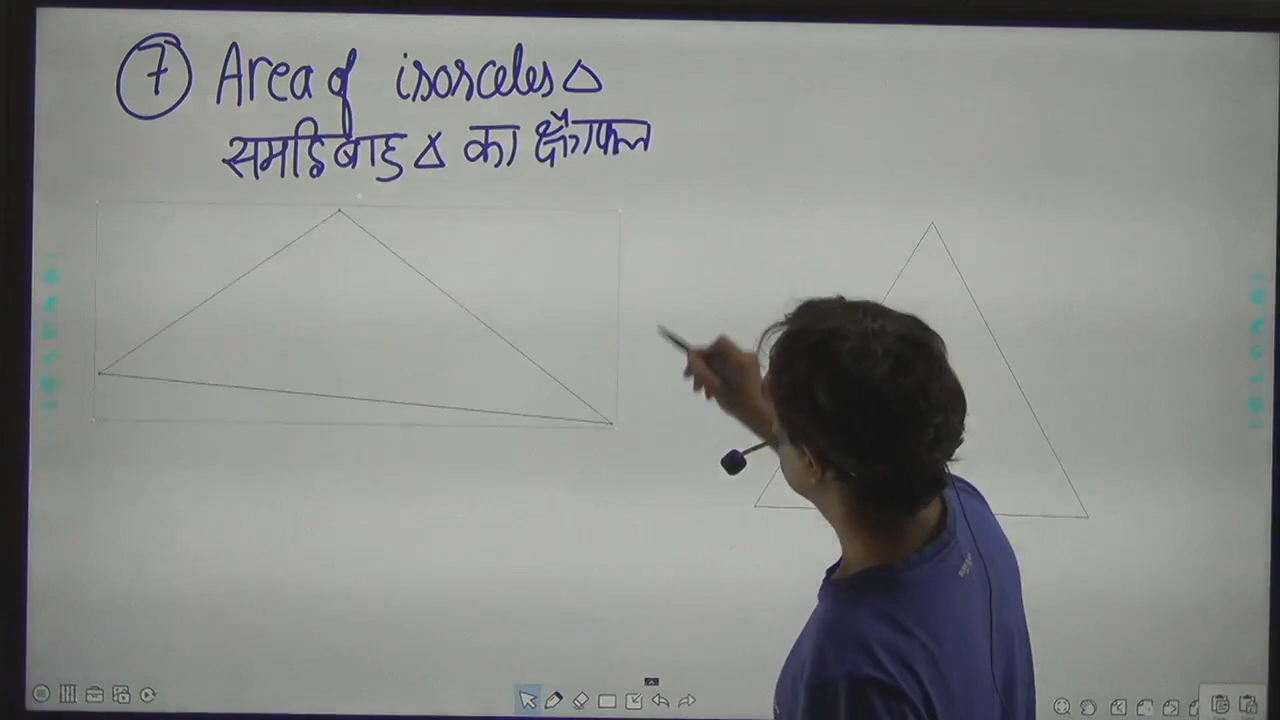 ⑦ Area of isosceles Δ
समद्विबाहु Δ का क्षेत्रफल